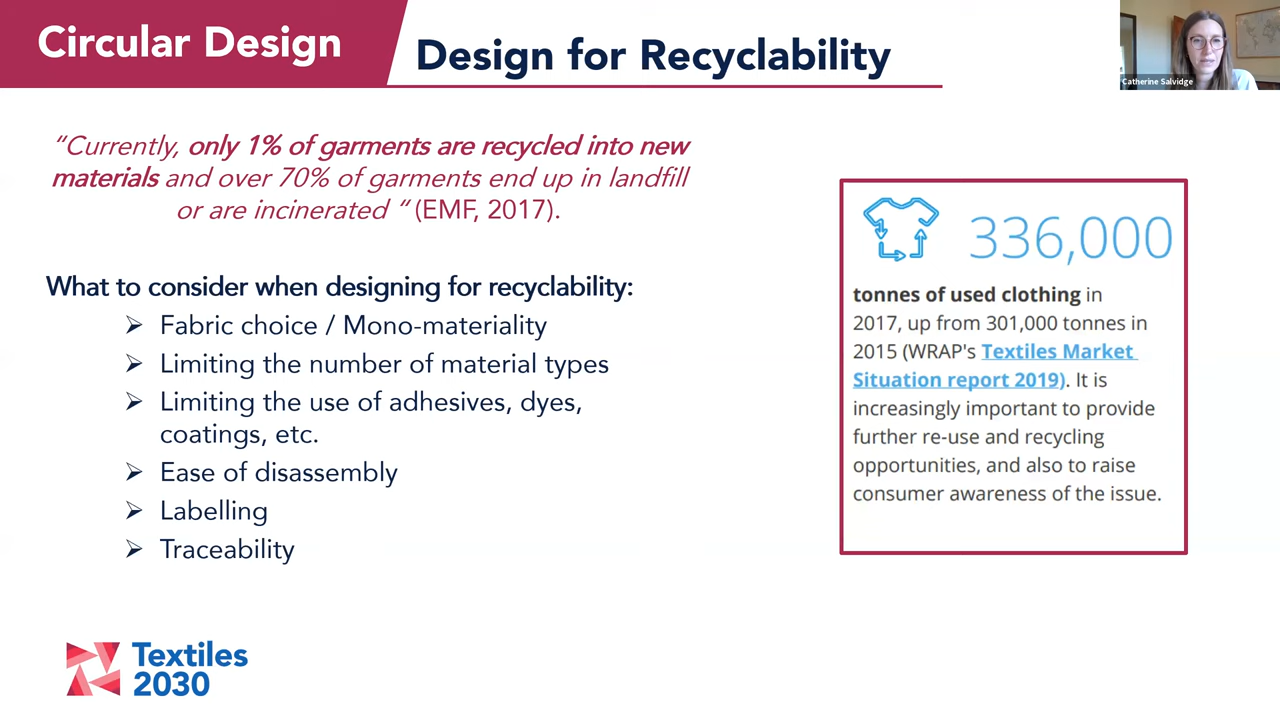 Circular Design
Design for Recyclability
Catherine Salvidge
“Currently, only 1% of garments are recycled into new
materials and over 70% of garments end up in landfill
or are incinerated ” (EMF, 2017).
What to consider when designing for recyclability:
Fabric choice / Mono-materiality
Limiting the number of material types
Limiting the use of adhesives, dyes,
coatings, etc.
Ease of disassembly
Labelling
Traceability
336,000
tonnes of used clothing in
2017, up from 301,000 tonnes in
2015 (WRAP's Textiles Market
Situation report 2019). It is
increasingly important to provide
further re-use and recycling
opportunities, and also to raise
consumer awareness of the issue.
Textiles
2030